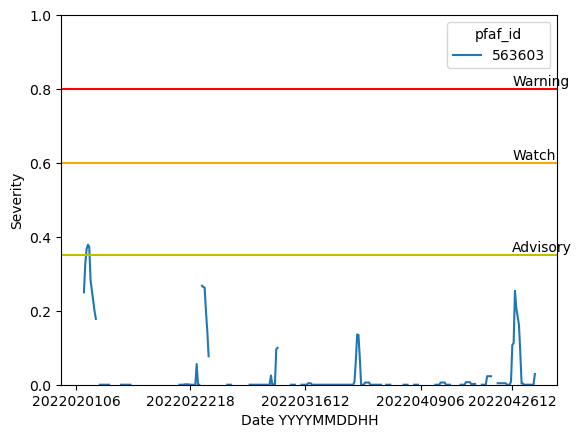 1.0
0.8
0.6
0.4
0.2
0.0
Severity
pfaf_id
563603
Warning
Watch
Advisory
2022020106
2022022218
2022031612
2022040906
2022042612
Date YYYYMMDDHH